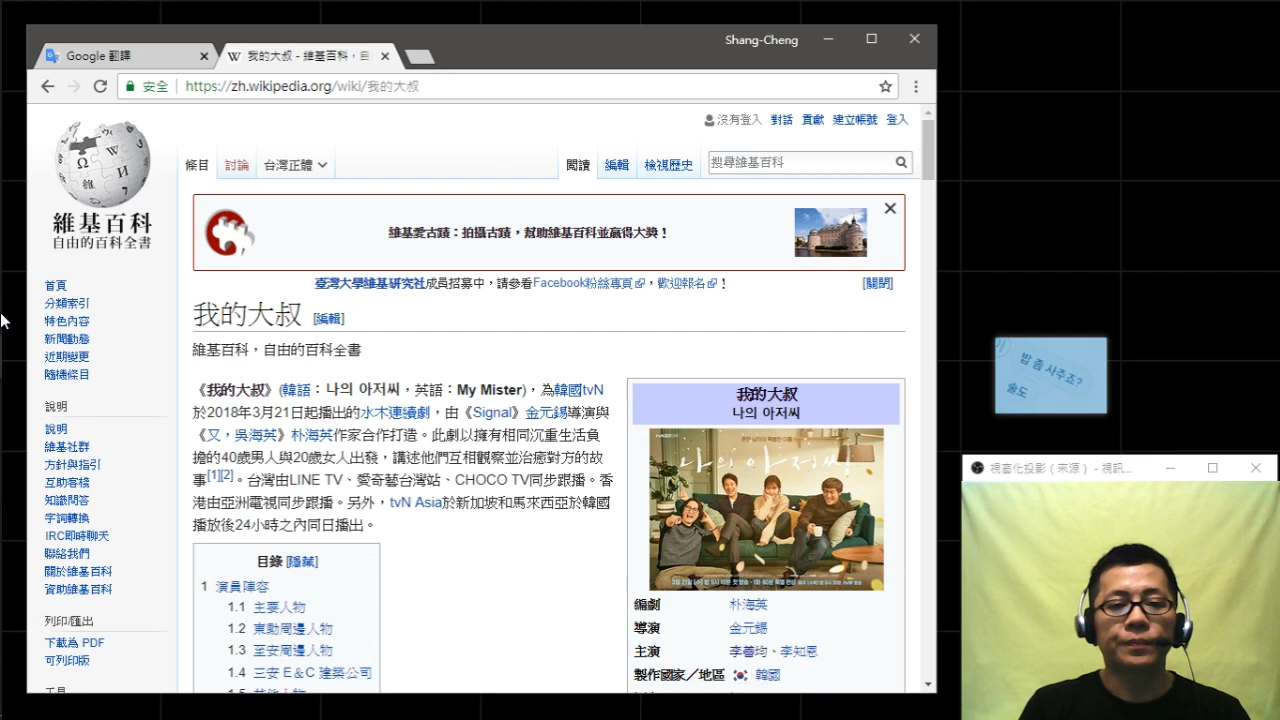 Shang-Cheng
Google 翻譯
我的大叔 - 維基百科，自
安全
https://zh.wikipedia.org/wiki/我的大叔
沒有登入 對話 貢獻 建立帳號 登入
條目 討論 台灣正體 閱讀 編輯 檢視歷史 搜尋維基百科
維基百科
自由的百科全書
維基愛古蹟：拍攝古蹟，幫助維基百科並贏得大獎！
臺灣大學維基研究社成員招募中，請參看Facebook粉絲專頁，歡迎報名！ [關閉]
首頁
分類索引
特色內容
新聞動態
近期變更
隨機條目
說明
說明
維基社群
方針與指引
互助客棧
知識問答
字詞轉換
IRC即時聊天
聯絡我們
關於維基百科
資助維基百科
列印/匯出
下載為 PDF
可列印版
工具
我的大叔 [編輯]
維基百科，自由的百科全書
《我的大叔》(韓語：나의 아저씨，英語：My Mister)，為韓國tvN
於2018年3月21日起播出的水木連續劇，由《Signal》金元錫導演與
《又，吳海英》朴海英作家合作打造。此劇以擁有相同沉重生活負
擔的40歲男人與20歲女人出發，講述他們互相觀察並治癒對方的故
事[1][2]。台灣由LINE TV、愛奇藝台灣站、CHOCO TV同步跟播。香
港由亞洲電視同步跟播。另外，tvN Asia於新加坡和馬來西亞於韓國
播放後24小時之內同日播出。
目錄 [隱藏]
1 演員陣容
1.1 主要人物
1.2 東勳周邊人物
1.3 至安周邊人物
1.4 三安 E＆C 建築公司
1.5 其他人物
我的大叔
나의 아저씨
나의 아저씨
編劇 朴海英
導演 金元錫
主演 李善均、李知恩
製作國家／地區 韓國
밥 좀 사주죠?
술도
視窗化投影（來源）- 視訊...